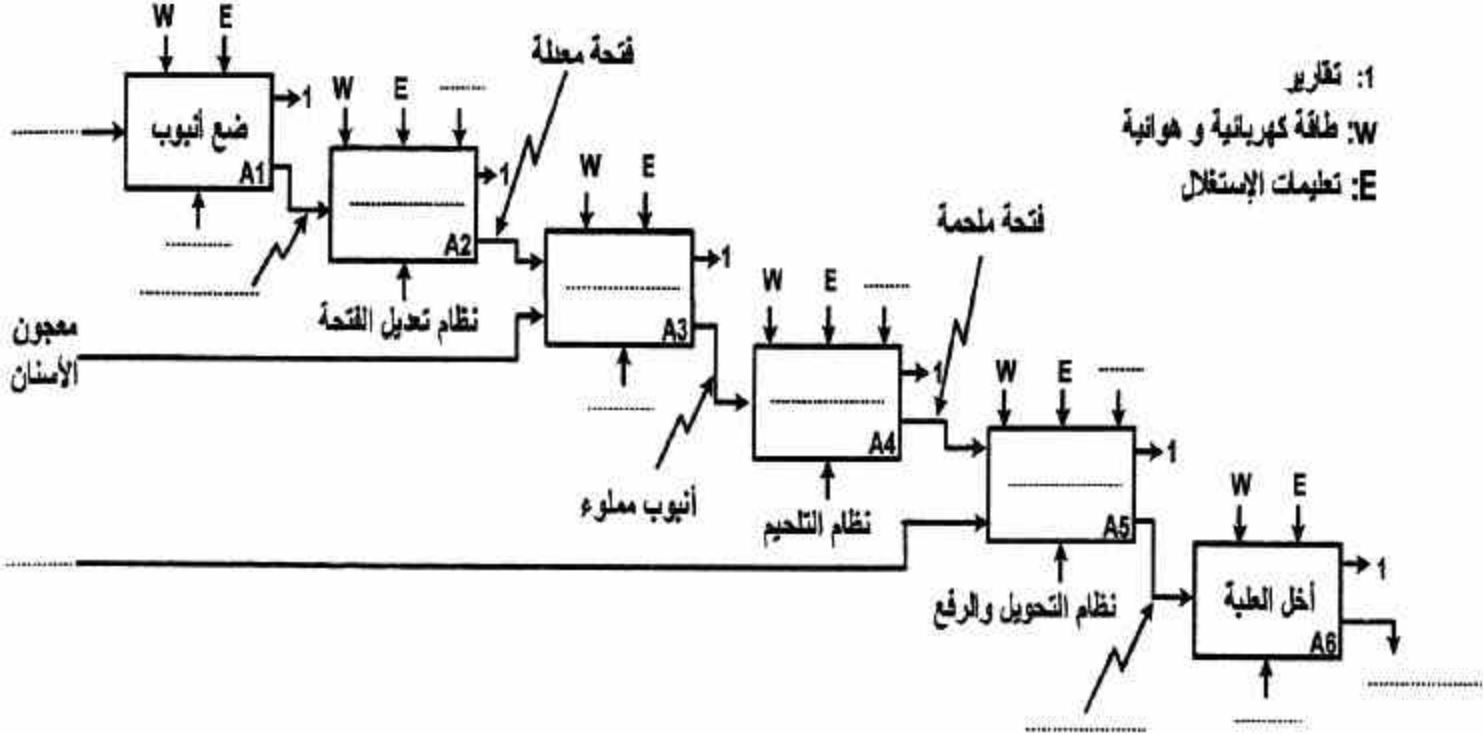 W E
فتحة معدلة
1: تقارير
W: طاقة كهربائية و هوائية
E: تعليمات الإستغلال
1
W E ........
........ ضع أنبوب
A1
1
........
W E
........
A2
فتحة ملحمة
........
........
نظام تعديل الفتحة
1
W E ........
........
A3
معجون
الأسنان
1
W E ........
........
........
A4
1
أنبوب مملوء
نظام التلحيم
........
A5
W E
........
نظام التحويل والرفع
1
أخل العلبة
A6
........
........
........